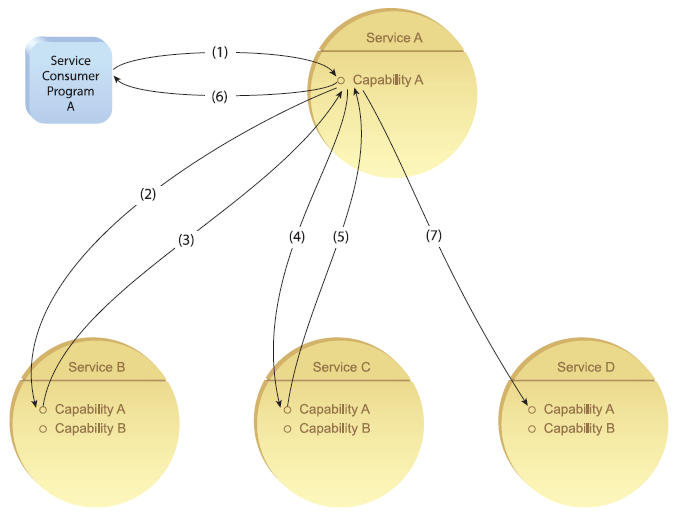 Service
Consumer
Program
A
(1)
(6)
Service A
Capability A
(2)
(3)
(4)
(5)
(7)
Service B
Capability A
Capability B
Service C
Capability A
Capability B
Service D
Capability A
Capability B